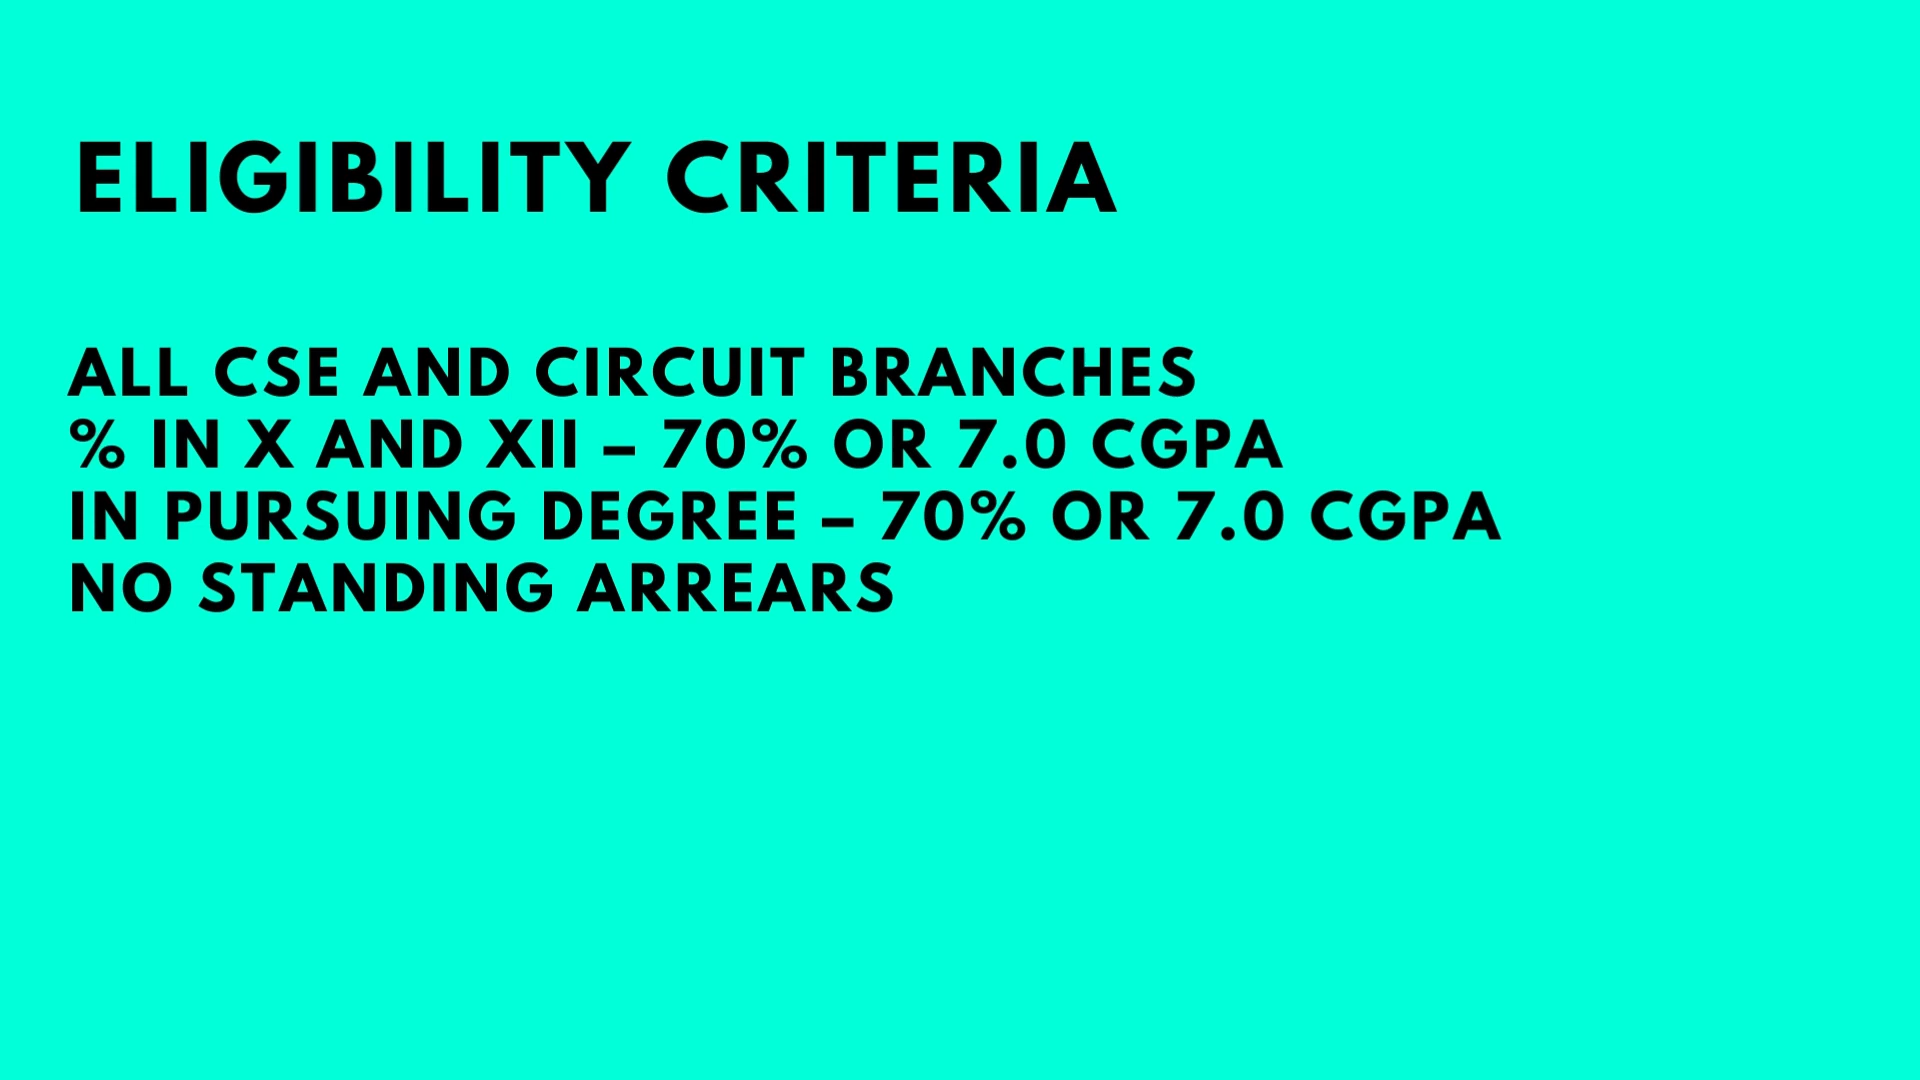 ELIGIBILITY CRITERIA
ALL CSE AND CIRCUIT BRANCHES
% IN X AND XII – 70% OR 7.0 CGPA
IN PURSUING DEGREE – 70% OR 7.0 CGPA
NO STANDING ARREARS